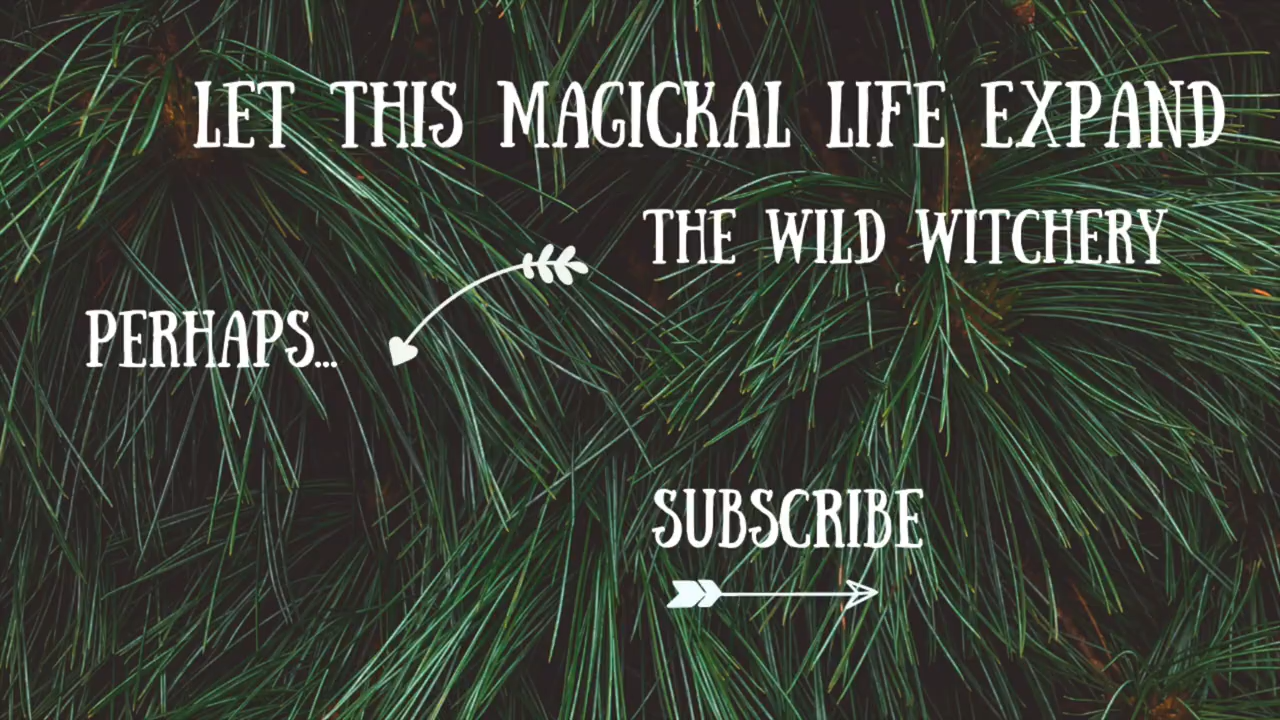 LET THIS MAGICKAL LIFE EXPAND
THE WILD WITCHERY
PERHAPS...
SUBSCRIBE